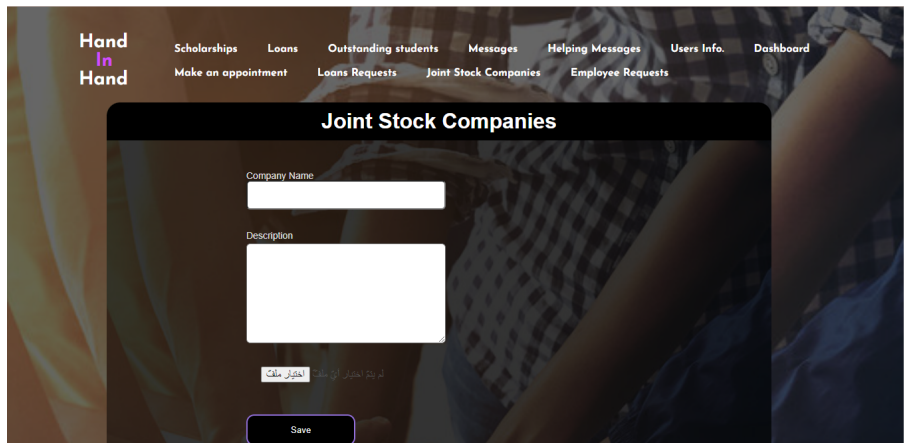 Hand
In
Hand
Scholarships Loans Outstanding students Messages Helping Messages Users Info. Dashboard
Make an appointment Loans Requests Joint Stock Companies Employee Requests
Joint Stock Companies
Company Name
Description
اختيار ملفّ لم يتمّ اختيار أيّ ملفّ
Save